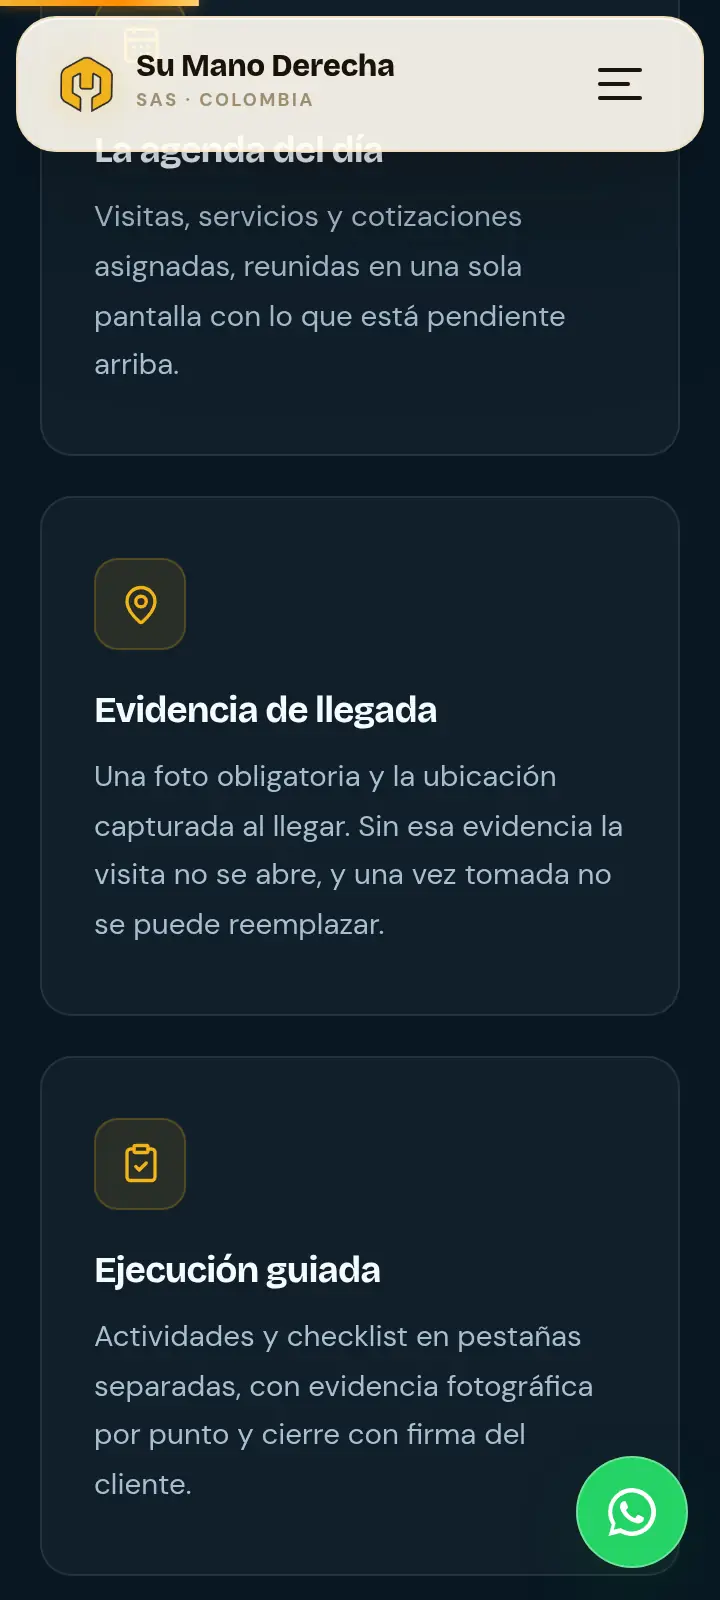 Su Mano Derecha
SAS · COLOMBIA
La agenda del día
Visitas, servicios y cotizaciones
asignadas, reunidas en una sola
pantalla con lo que está pendiente
arriba.
Evidencia de llegada
Una foto obligatoria y la ubicación
capturada al llegar. Sin esa evidencia la
visita no se abre, y una vez tomada no
se puede reemplazar.
Ejecución guiada
Actividades y checklist en pestañas
separadas, con evidencia fotográfica
por punto y cierre con firma del
cliente.